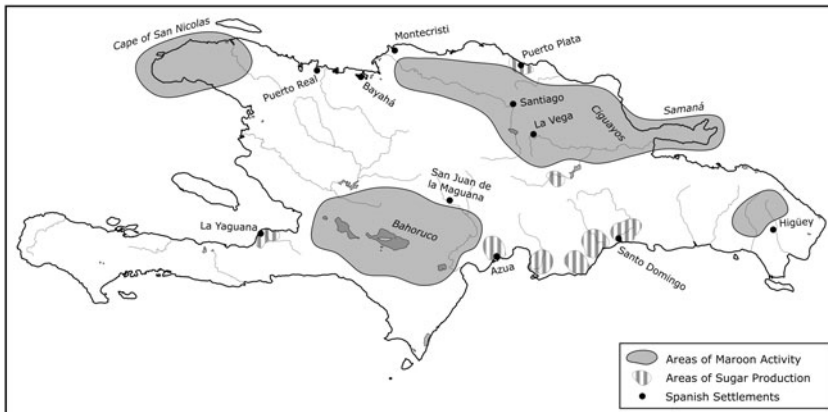 Cape of San Nicolas
Montecristi
Puerto Plata
Puerto Real
Bayahá
Santiago
La Vega
Ciguayos
Samaná
San Juan de
la Maguana
La Yaguana
Bahoruco
Higüey
Azua
Santo Domingo
Areas of Maroon Activity
Areas of Sugar Production
Spanish Settlements